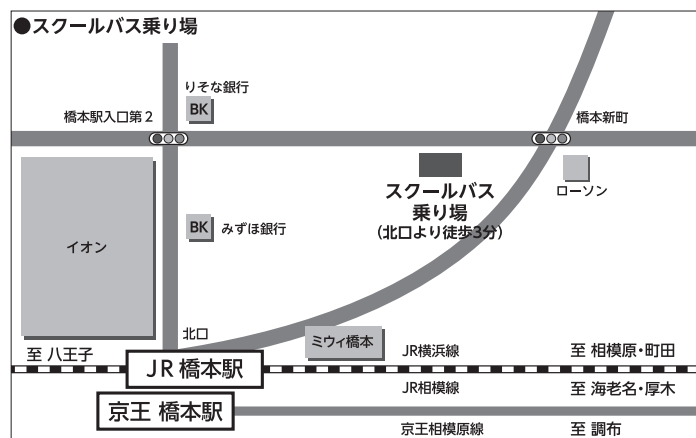 ●スクールバス乗り場
りそな銀行
BK
橋本駅入口第2
橋本新町
スクールバス
乗り場
(北口より徒歩3分)
ローソン
イオン
BK
みずほ銀行
北口
ミウィ橋本
至 八王子
JR 橋本駅
JR横浜線
至 相模原・町田
JR相模線
至 海老名・厚木
京王 橋本駅
京王相模原線
至 調布